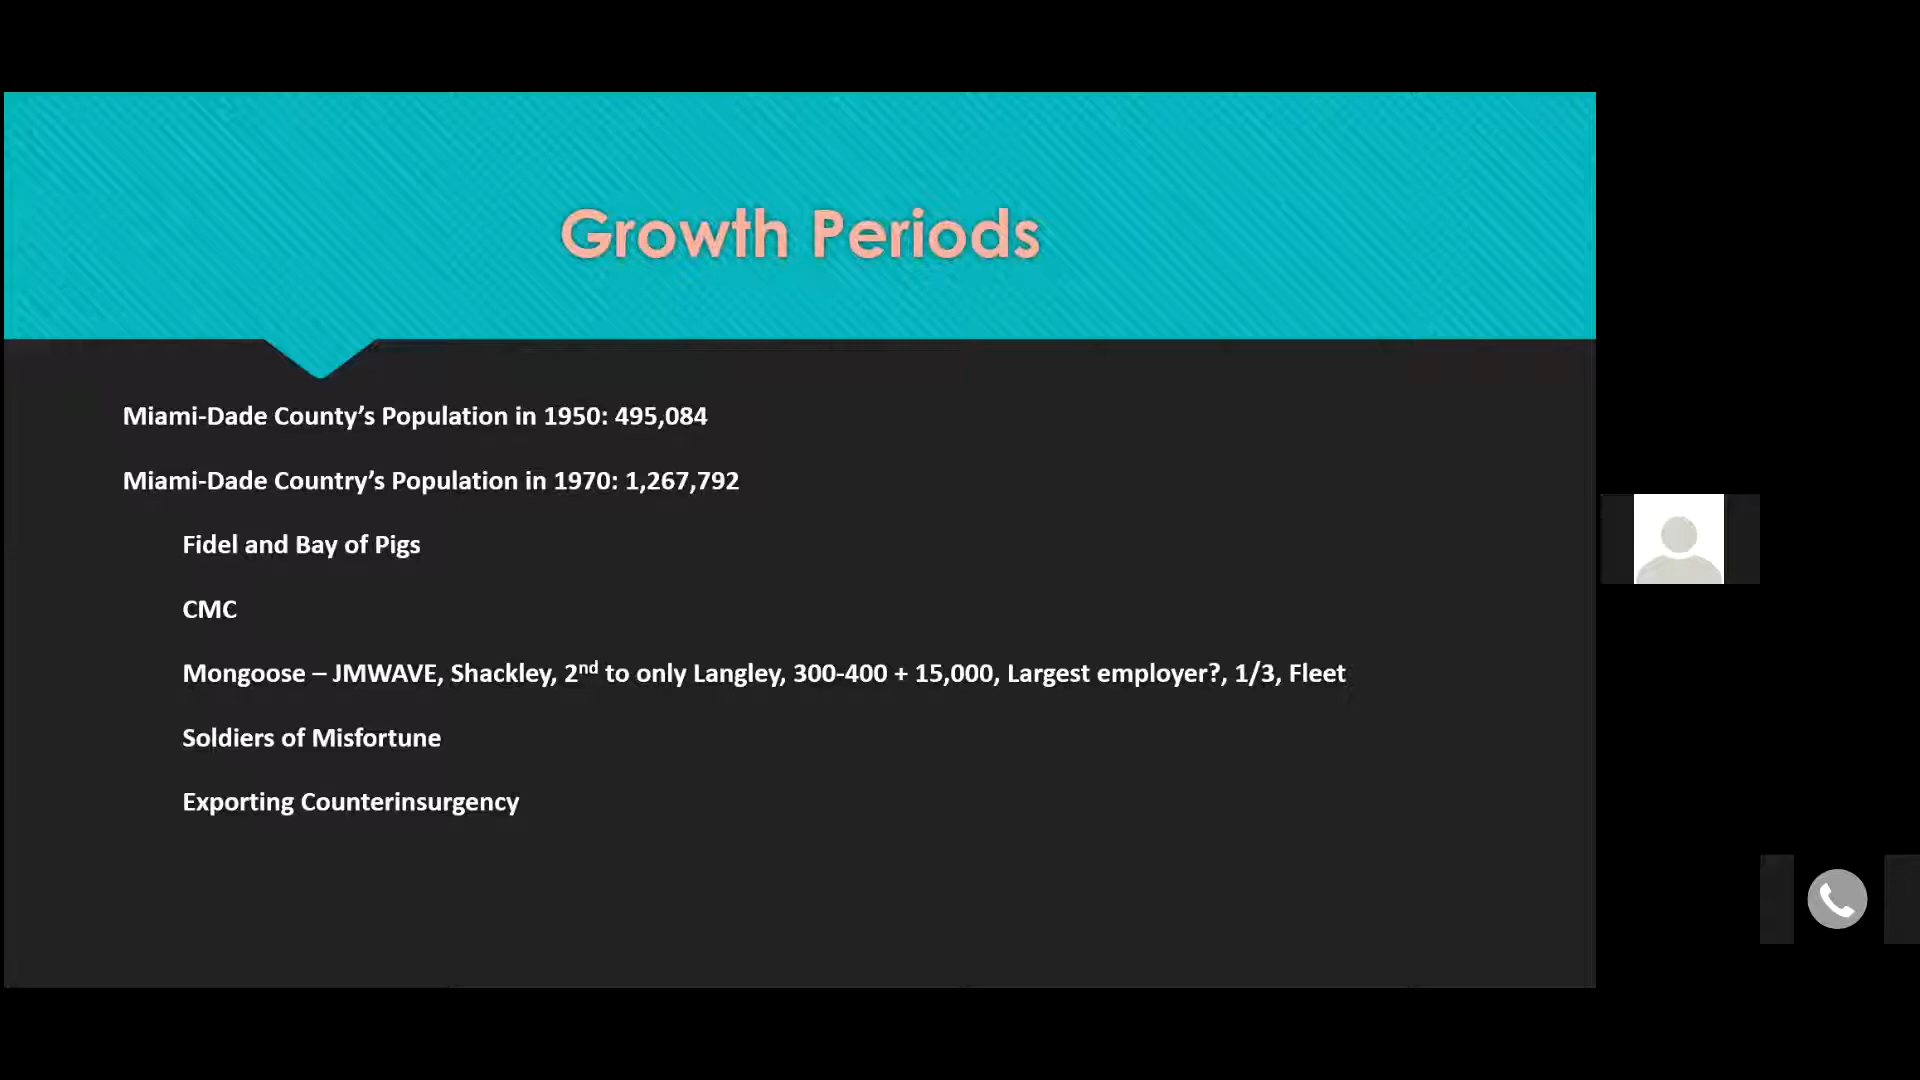 Growth Periods
Miami-Dade County’s Population in 1950: 495,084
Miami-Dade Country’s Population in 1970: 1,267,792
Fidel and Bay of Pigs
CMC
Mongoose – JMWAVE, Shackley, 2nd to only Langley, 300-400 + 15,000, Largest employer?, 1/3, Fleet
Soldiers of Misfortune
Exporting Counterinsurgency